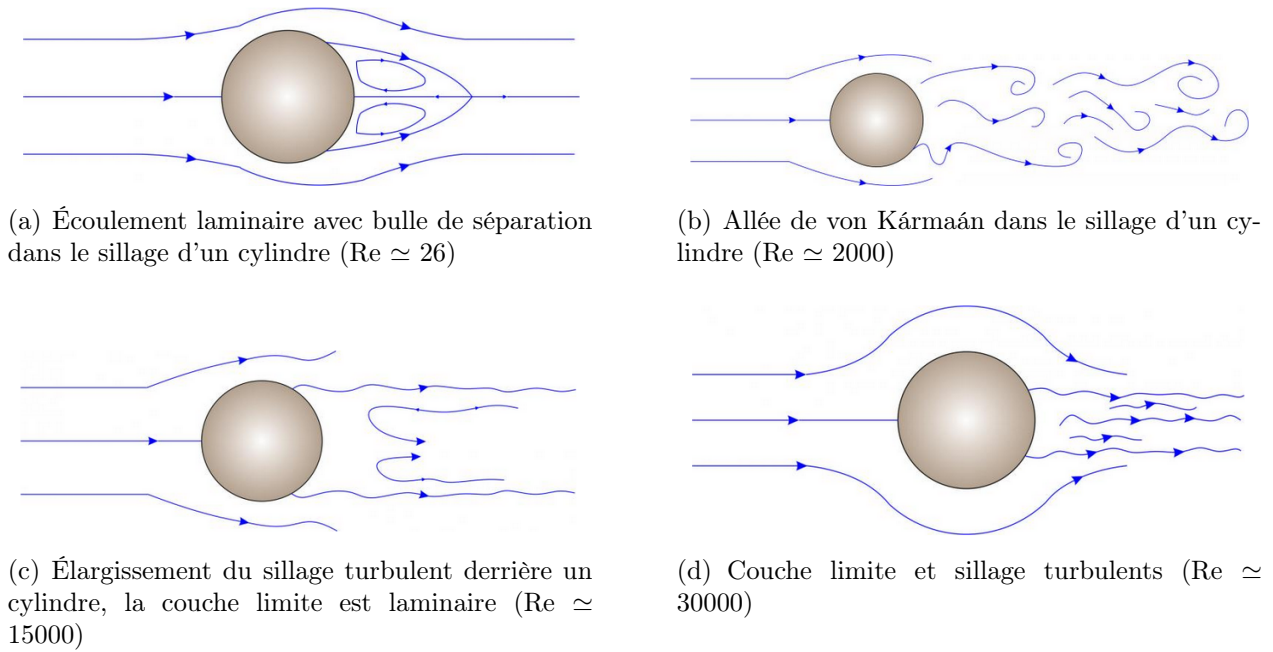 (a) Écoulement laminaire avec bulle de séparation
dans le sillage d'un cylindre (Re ≃ 26)
(b) Allée de von Kármaán dans le sillage d'un cy-
lindre (Re ≃ 2000)
(c) Élargissement du sillage turbulent derrière un
cylindre, la couche limite est laminaire (Re ≃
15000)
(d) Couche limite et sillage turbulents (Re ≃
30000)